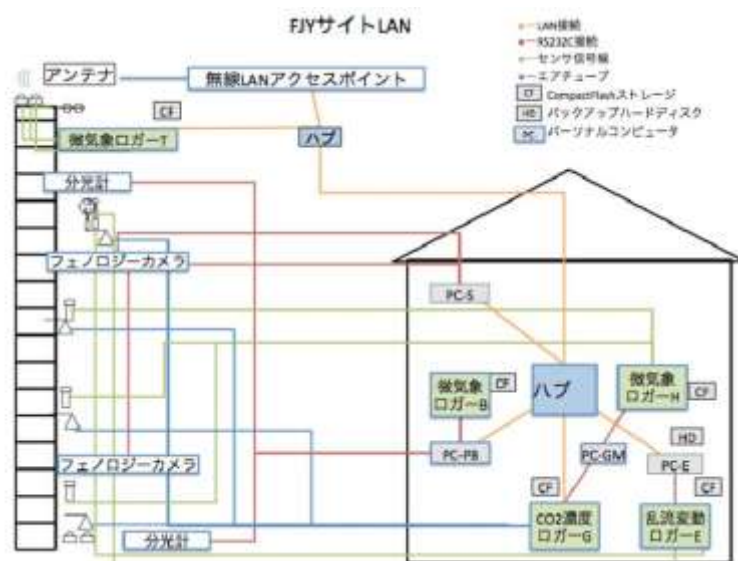 FJYサイトLAN
LAN接続
RS232C接続
センサ信号線
エアチューブ
CF CompactFlashストレージ
HD バックアップハードディスク
PC パーソナルコンピュータ
アンテナ
無線LANアクセスポイント
CF
微気象ロガーT
ハブ
分光計
フェノロジーカメラ
PC-S
微気象
ロガーB
CF
ハブ
微気象
ロガーH
CF
PC-PB
PC-GM
HD
PC-E
フェノロジーカメラ
CF
CF
CO2濃度
ロガーG
乱流変動
ロガーE
分光計